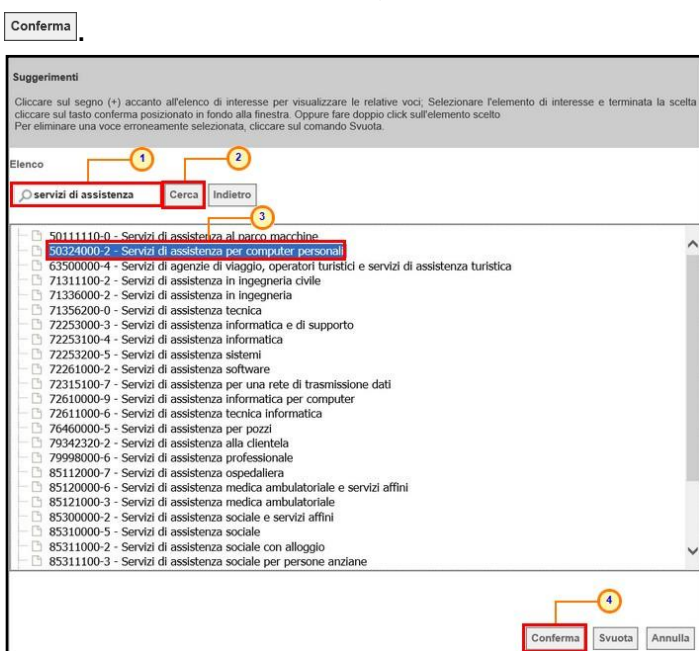 Conferma.
Suggerimenti
Cliccare sul segno (+) accanto all'elenco di interesse per visualizzare le relative voci; Selezionare l'elemento di interesse e terminata la scelta
cliccare sul tasto conferma posizionato in fondo alla finestra. Oppure fare doppio click sull'elemento scelto
Per eliminare una voce erroneamente selezionata, cliccare sul comando Svuota.
1
2
Elenco
servizi di assistenza Cerca Indietro
3
50111110-0 - Servizi di assistenza al parco macchine
50324000-2 - Servizi di assistenza per computer personali
63500000-4 - Servizi di agenzie di viaggio, operatori turistici e servizi di assistenza turistica
71311100-2 - Servizi di assistenza in ingegneria civile
71336000-2 - Servizi di assistenza in ingegneria
71356200-0 - Servizi di assistenza tecnica
72253000-3 - Servizi di assistenza informatica e di supporto
72253100-4 - Servizi di assistenza informatica
72253200-5 - Servizi di assistenza sistemi
72261000-2 - Servizi di assistenza software
72315100-7 - Servizi di assistenza per una rete di trasmissione dati
72610000-9 - Servizi di assistenza informatica per computer
72611000-6 - Servizi di assistenza tecnica informatica
76460000-5 - Servizi di assistenza per pozzi
79342320-2 - Servizi di assistenza alla clientela
79998000-6 - Servizi di assistenza professionale
85112000-7 - Servizi di assistenza ospedaliera
85120000-6 - Servizi di assistenza medica ambulatoriale e servizi affini
85121000-3 - Servizi di assistenza medica ambulatoriale
85300000-2 - Servizi di assistenza sociale e servizi affini
85310000-5 - Servizi di assistenza sociale
85311000-2 - Servizi di assistenza sociale con alloggio
85311100-3 - Servizi di assistenza sociale per persone anziane
4
Conferma Svuota Annulla